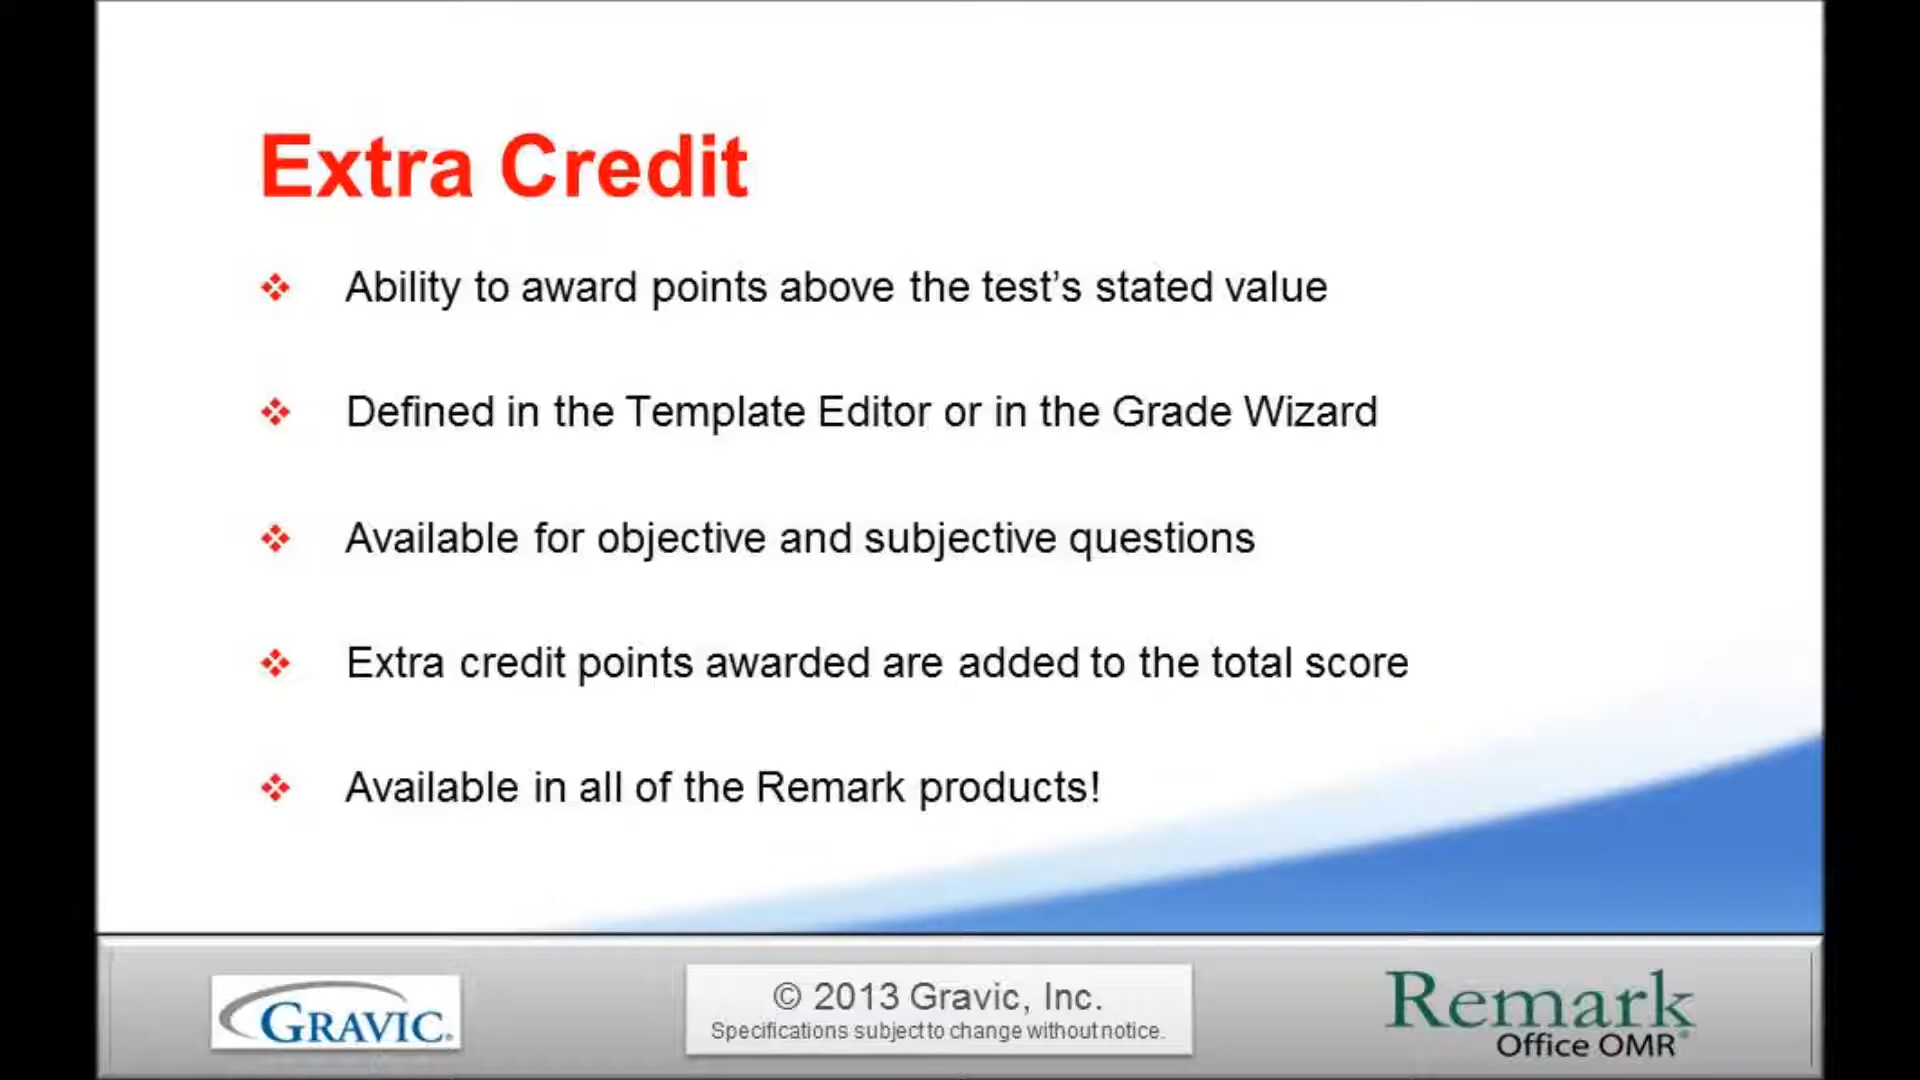 Extra Credit
Ability to award points above the test’s stated value
Defined in the Template Editor or in the Grade Wizard
Available for objective and subjective questions
Extra credit points awarded are added to the total score
Available in all of the Remark products!
GRAVIC®
© 2013 Gravic, Inc.
Specifications subject to change without notice.
Remark®
Office OMR